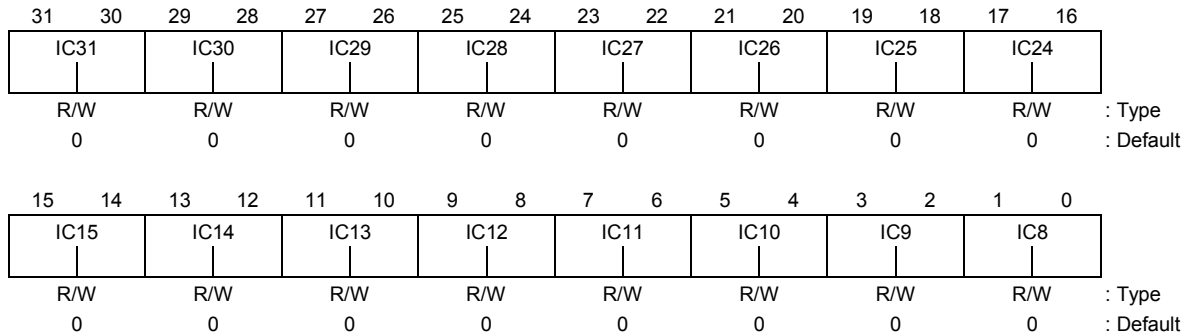 31 30 29 28 27 26 25 24 23 22 21 20 19 18 17 16
IC31 IC30 IC29 IC28 IC27 IC26 IC25 IC24
R/W R/W R/W R/W R/W R/W R/W R/W : Type
0 0 0 0 0 0 0 0 : Default
15 14 13 12 11 10 9 8 7 6 5 4 3 2 1 0
IC15 IC14 IC13 IC12 IC11 IC10 IC9 IC8
R/W R/W R/W R/W R/W R/W R/W R/W : Type
0 0 0 0 0 0 0 0 : Default